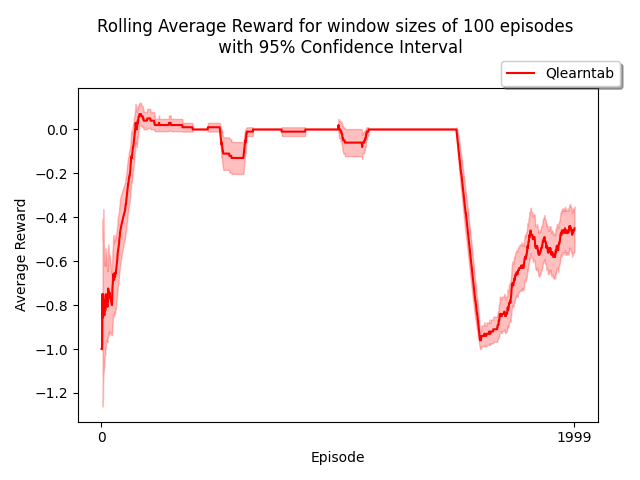 Rolling Average Reward for window sizes of 100 episodes
with 95% Confidence Interval
Qlearntab
0.0
−0.2
−0.4
−0.6
−0.8
−1.0
−1.2
Average Reward
0
1999
Episode